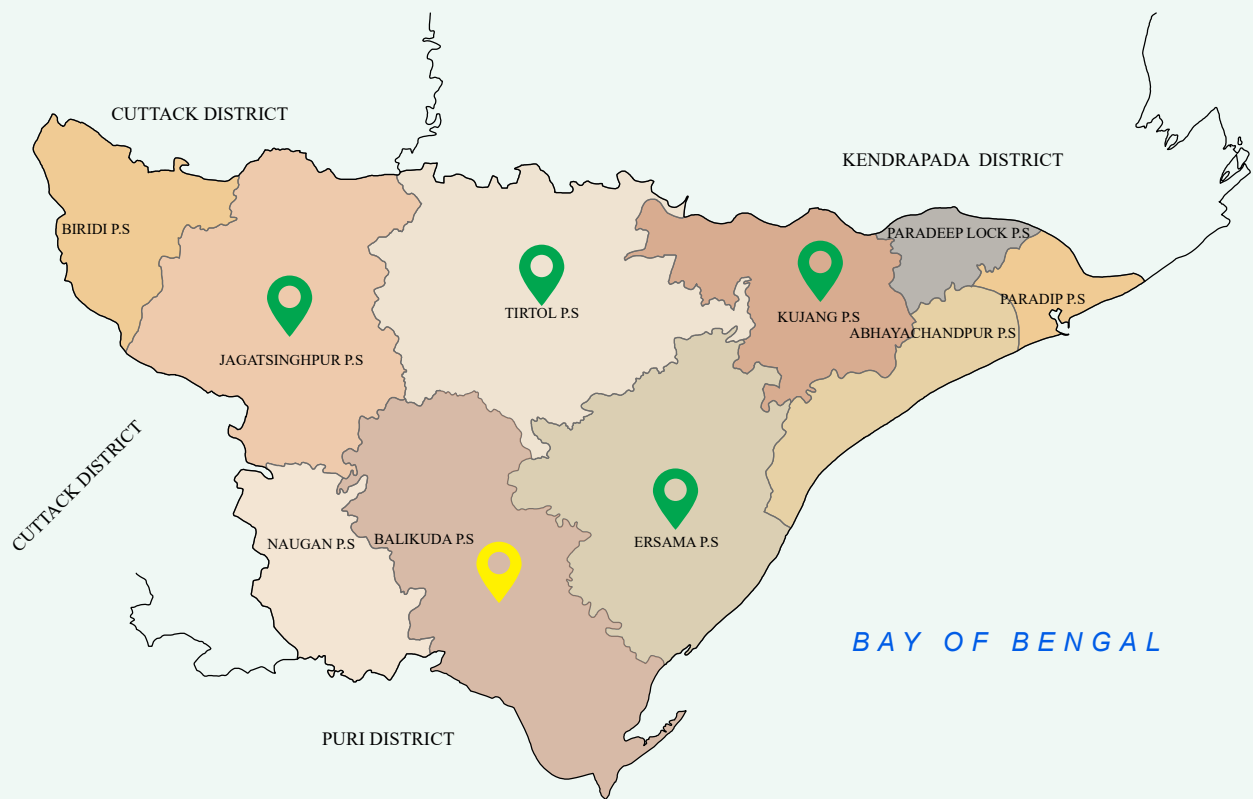 CUTTACK DISTRICT
KENDRAPADA DISTRICT
BIRIDI P.S
PARADEEP LOCK P.S
PARADIP P.S
TIRTOL P.S
KUJANG P.S
ABHAYACHANDPUR P.S
JAGATSINGHPUR P.S
CUTTACK DISTRICT
NAUGAN P.S
BALIKUDA P.S
ERSAMA P.S
BAY OF BENGAL
PURI DISTRICT